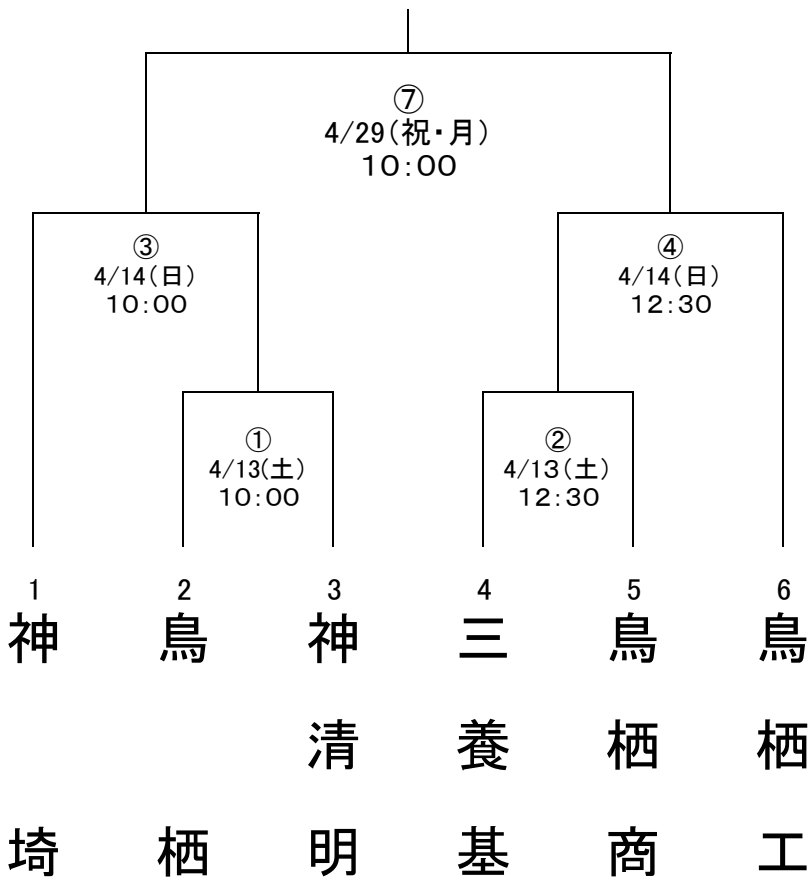 ⑦
4/29(祝・月)
10:00
③
4/14(日)
10:00
④
4/14(日)
12:30
①
4/13(土)
10:00
②
4/13(土)
12:30
1
神埼
2
鳥栖
3
神清明
4
三養基
5
鳥栖商
6
鳥栖工